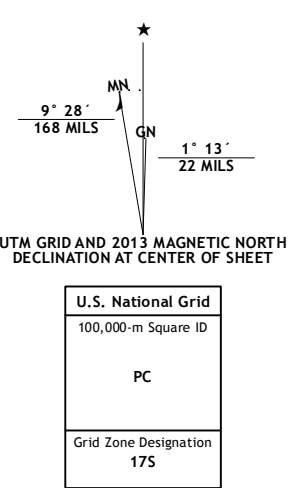 ★
MN
GN
9° 28´
168 MILS
1° 13´
22 MILS
UTM GRID AND 2013 MAGNETIC NORTH
DECLINATION AT CENTER OF SHEET
U.S. National Grid
100,000-m Square ID
PC
Grid Zone Designation
17S